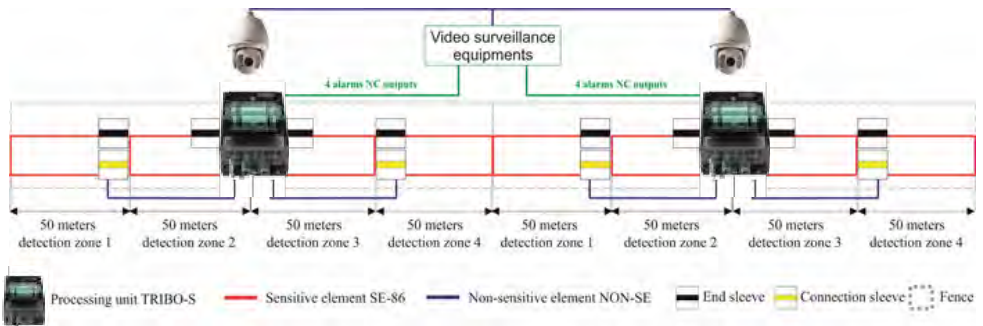 Video surveillance
equipments
4 alarms NC outputs
4 alarms NC outputs
50 meters
detection zone 1
50 meters
detection zone 2
50 meters
detection zone 3
50 meters
detection zone 4
50 meters
detection zone 1
50 meters
detection zone 2
50 meters
detection zone 3
50 meters
detection zone 4
Processing unit TRIBO-S
Sensitive element SE-86
Non-sensitive element NON-SE
End sleeve
Connection sleeve
Fence